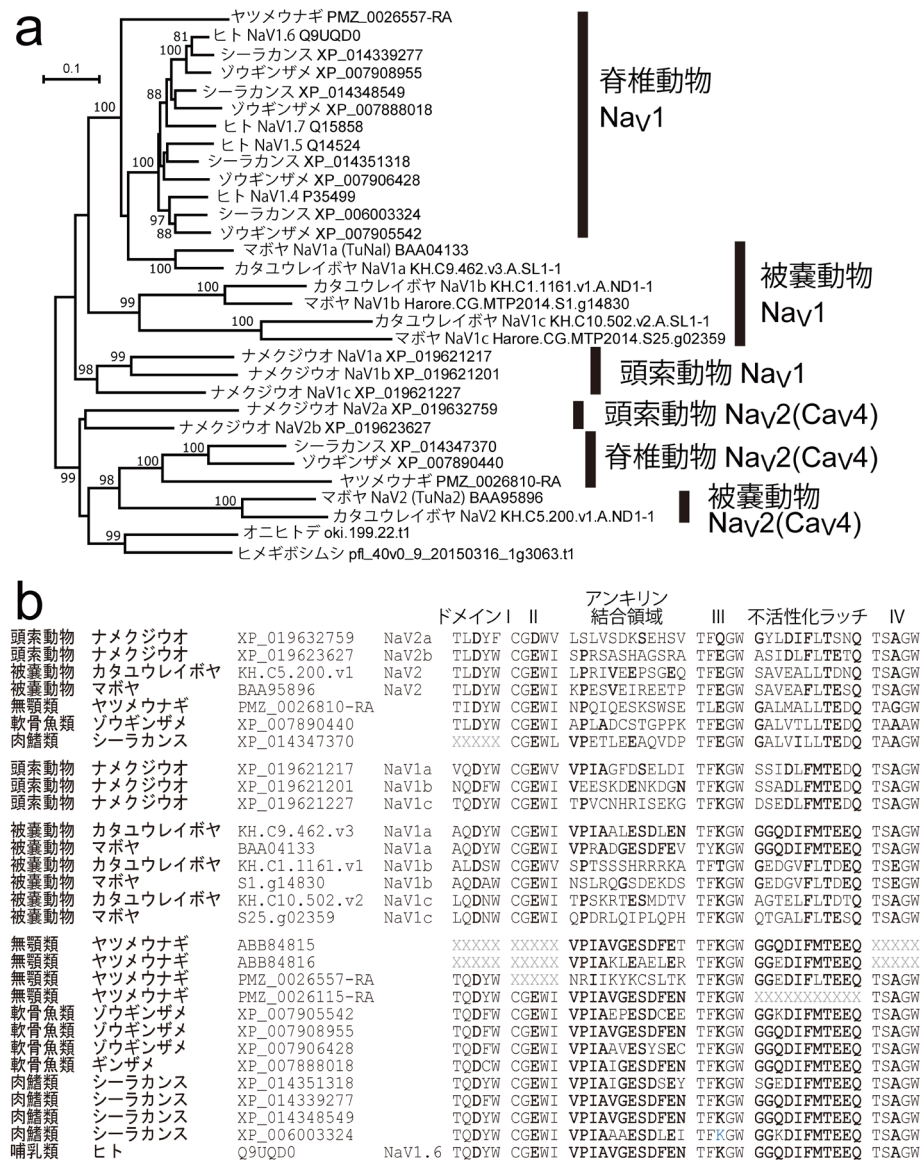 a
0.1
ヤツメウナギ PMZ_0026557-RA
81 ヒト NaV1.6 Q9UQD0
100 シーラカンス XP_014339277
ゾウギンザメ XP_007908955
88 シーラカンス XP_014348549
ゾウギンザメ XP_007888018
100 ヒト NaV1.7 Q15858
ヒト NaV1.5 Q14524
100 シーラカンス XP_014351318
ゾウギンザメ XP_007906428
ヒト NaV1.4 P35499
97 シーラカンス XP_006003324
88 ゾウギンザメ XP_007905542
マボヤ NaV1a (TuNaI) BAA04133
100 カタユウレイボヤ NaV1a KH.C9.462.v3.A.SL1-1
100 カタユウレイボヤ NaV1b KH.C1.1161.v1.A.ND1-1
99 マボヤ NaV1b Harore.CG.MTP2014.S1.g14830
100 カタユウレイボヤ NaV1c KH.C10.502.v2.A.SL1-1
マボヤ NaV1c Harore.CG.MTP2014.S25.g02359
99 ナメクジウオ NaV1a XP_019621217
98 ナメクジウオ NaV1b XP_019621201
ナメクジウオ NaV1c XP_019621227
ナメクジウオ NaV2a XP_019632759
ナメクジウオ NaV2b XP_019623627
100 シーラカンス XP_014347370
100 ゾウギンザメ XP_007890440
99 98 ヤツメウナギ PMZ_0026810-RA
100 マボヤ NaV2 (TuNa2) BAA95896
カタユウレイボヤ NaV2 KH.C5.200.v1.A.ND1-1
99 オニヒトデ oki.199.22.t1
ヒメギボシムシ pfl_40v0_9_20150316_1g3063.t1
脊椎動物
NaV1
被嚢動物
NaV1
頭索動物 NaV1
頭索動物 NaV2(CaV4)
脊椎動物 NaV2(CaV4)
被嚢動物
NaV2(CaV4)
b
アンキリン
ドメイン I II 結合領域 III 不活性化ラッチ IV
頭索動物 ナメクジウオ XP_019632759 NaV2a TLDYF CGDWV LSLVSDKSEHSV TFQGW GYLDIFLTSNQ TSAGW
頭索動物 ナメクジウオ XP_019623627 NaV2b TLDYW CGEWI SPRSASHAGSRA TFEGW ASIDLFLTETQ TSAGW
被嚢動物 カタユウレイボヤ KH.C5.200.v1 NaV2 TLDYW CGEWI LPRIVEEPSGEQ TFEGW SAVEALLTDNQ TSAGW
被嚢動物 マボヤ BAA95896 NaV2 TLDYW CGEWI KPESVEIREETP TFEGW SAVEAFLTESQ TSAGW
無顎類 ヤツメウナギ PMZ_0026810-RA TIDYW CGEWI NPQIQESKSWSE TLEGW GALMALLTEDQ TAGGW
軟骨魚類 ゾウギンザメ XP_007890440 TLDYW CGEWI APLADCSTGPPK TFEGW GALVTLLTEDQ TAAAW
肉鰭類 シーラカンス XP_014347370 XXXXX CGEWL VPETLEEAQVDP TFEGW GALVILLTEDQ TAAGW
頭索動物 ナメクジウオ XP_019621217 NaV1a VQDYW CGEWV VPIAGFDSELDI TFKGW SSIDLFMTEDQ TSAGW
頭索動物 ナメクジウオ XP_019621201 NaV1b NQDFW CGEWI VEESKDENKDGN TFKGW SSADLFMTEDQ TSAGW
頭索動物 ナメクジウオ XP_019621227 NaV1c TQDYW CGEWI TPVCNHRISEKG TFKGW DSEDLFMTEDQ TSAGW
被嚢動物 カタユウレイボヤ KH.C9.462.v3 NaV1a AQDYW CGEWI VPIAALESDLEN TFKGW GGQDIFMTEEQ TSAGW
被嚢動物 マボヤ BAA04133 NaV1a AQDYW CGEWI VPRADGESDFEV TYKGW GGQDIFMTEEQ TSAGW
被嚢動物 カタユウレイボヤ KH.C1.1161.v1 NaV1b ALDSW CGEWV SPTSSSHRRRKA TFTGW GEDGVFLTDEQ TSEGW
被嚢動物 マボヤ S1.g14830 NaV1b AQDAW CGEWI NSLRQGSDEKDS TFKGW GEDGVFLTDEQ TSEGW
被嚢動物 カタユウレイボヤ KH.C10.502.v2 NaV1c LQDNW CGEWI TPSKRTESMDTV TFKGW AGTELFLTDTQ TSAGW
被嚢動物 マボヤ S25.g02359 NaV1c LQDNW CGEWI QPDRLQIPLQPH TFKGW QTGALFLTDTQ TSAGW
無顎類 ヤツメウナギ ABB84815 XXXXX XXXXX VPIAVGESDFET TFKGW GGQDIFMTEEQ XXXXX
無顎類 ヤツメウナギ ABB84816 XXXXX XXXXX VPIAKLEAELER TFKGW GGQDIFMTEEQ XXXXX
無顎類 ヤツメウナギ PMZ_0026557-RA TQDYW XXXXX NRIIKYKCSLTK TFKGW GGEDIFLTEEQ TSAGW
無顎類 ヤツメウナギ PMZ_0026115-RA TQDYW CGEWI VPIAVGESDFEN TFKGW XXXXXXXXXXX TSAGW
軟骨魚類 ゾウギンザメ XP_007905542 TQDFW CGEWI VPIAEPESDCEE TFKGW GGKDIFMTEEQ TSAGW
軟骨魚類 ゾウギンザメ XP_007908955 TQDYW CGEWI VPIAVGESDFEN TFKGW GGQDIFMTEEQ TSAGW
軟骨魚類 ゾウギンザメ XP_007906428 TQDFW CGEWI VPIAAVESYSEC TFKGW GGQDIFMTEEQ TSAGW
軟骨魚類 ギンザメ XP_007888018 TQDCW CGEWI VPIAIGESDFEN TFKGW GGQDIFMTEEQ TSAGW
肉鰭類 シーラカンス XP_014351318 TQDYW CGEWI VPIAIGESDSEY TFKGW SGEDIFMTEEQ TSAGW
肉鰭類 シーラカンス XP_014339277 TQDFW CGEWI VPIAVGESDFEN TFKGW GGQDIFMTEEQ TSAGW
肉鰭類 シーラカンス XP_014348549 TQDYW CGEWI VPIAVGESDFEN TFKGW GGQDIFMTEEQ TSAGW
肉鰭類 シーラカンス XP_006003324 TQDYW CGEWI VPIAAAESDLEI TFKGW GGKDIFMTEEQ TSAGW
哺乳類 ヒト Q9UQD0 NaV1.6 TQDYW CGEWI VPIAVGESDFEN TFKGW GGQDIFMTEEQ TSAGW